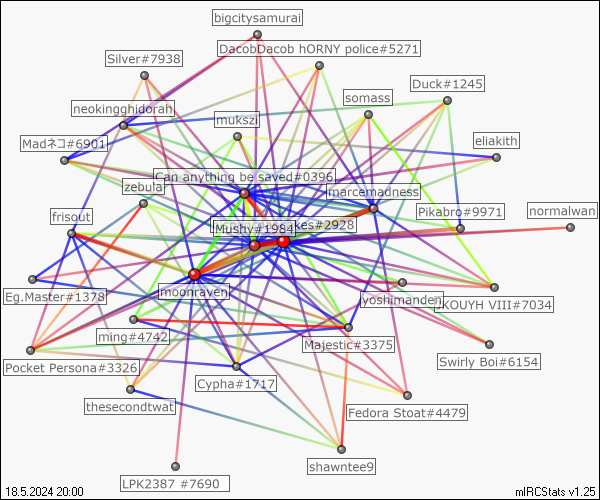 bigcitysamurai
DacobDacob hORNY police#5271
Silver#7938
Duck#1245
somass
neokingghidorah
mukszi
eliakith
Madネコ#6901
Can anything be saved#0396
zebula
marcemadness
Pikabro#9971
normalwan
frisout
kes#2928
Mushy#1984
moonraven
Eg.Master#1378
yoshimanden
KOUYH VIII#7034
ming#4742
Majestic#3375
Swirly Boi#6154
Pocket Persona#3326
Cypha#1717
thesecondtwat
Fedora Stoat#4479
shawntee9
LPK2387 #7690
18.5.2024 20:00
mIRCStats v1.25